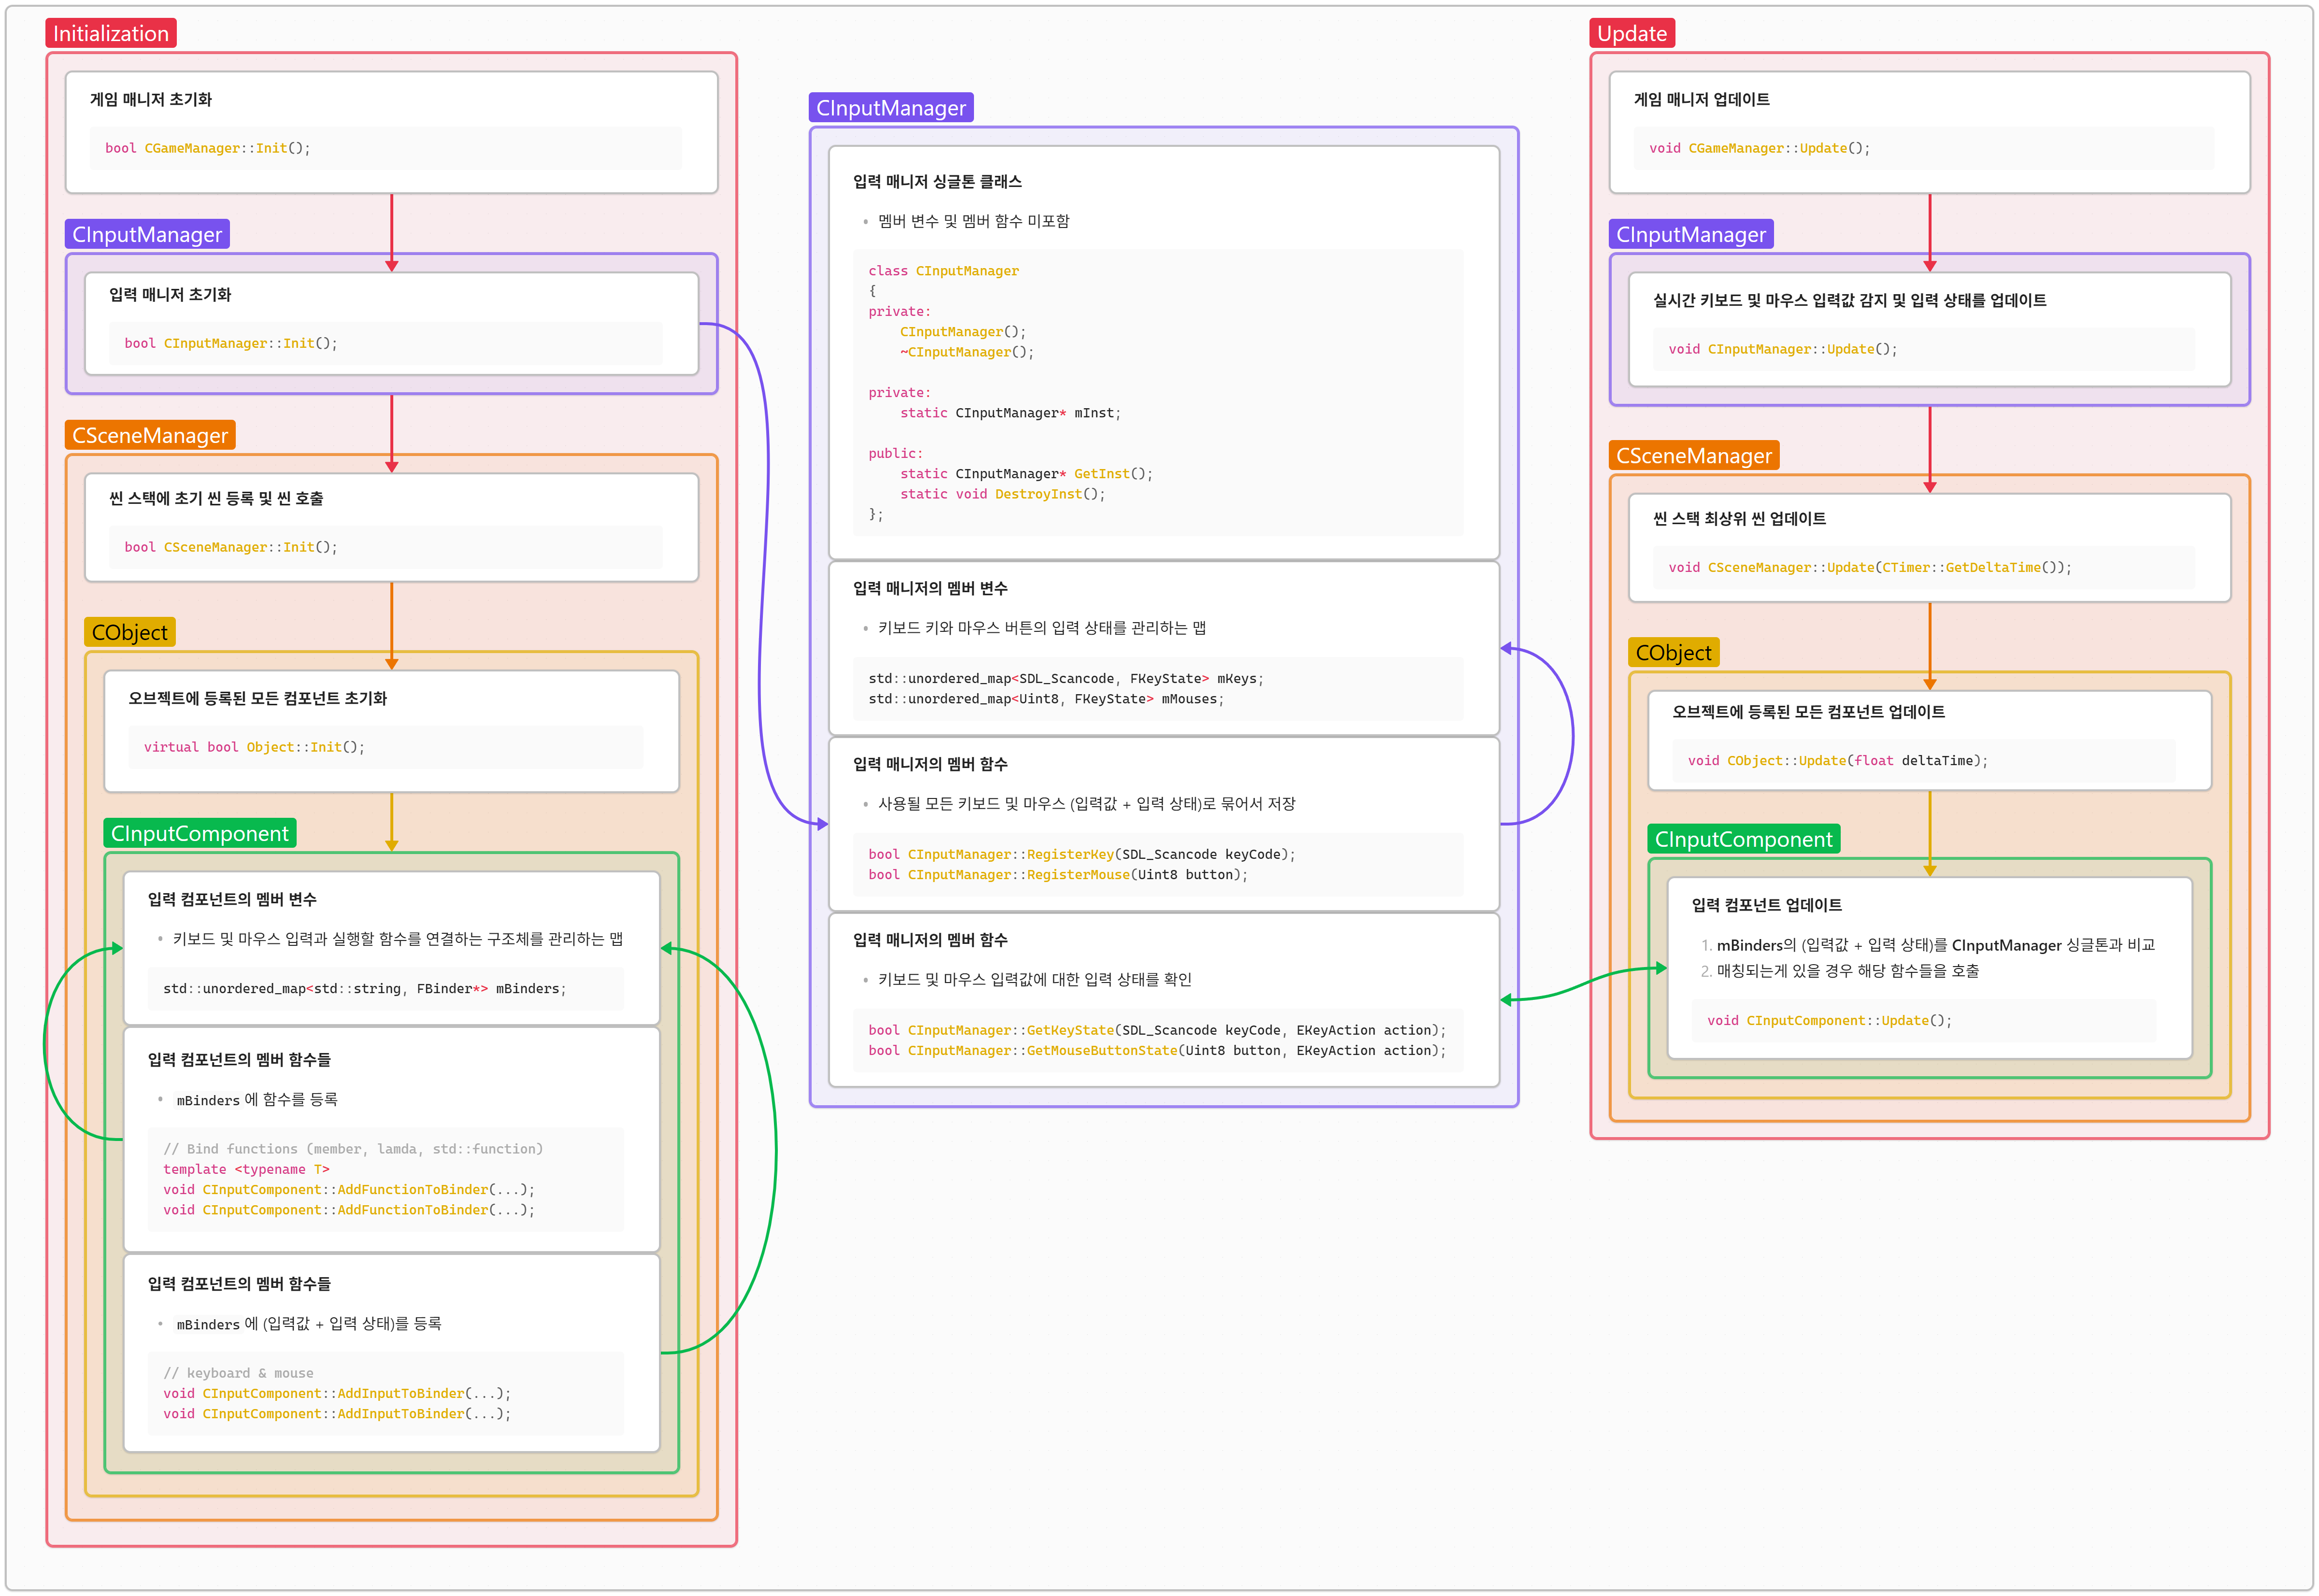 Initialization
게임 매니저 초기화
bool CGameManager::Init();
CInputManager
입력 매니저 초기화
bool CInputManager::Init();
CSceneManager
씬 스택에 초기 씬 등록 및 씬 호출
bool CSceneManager::Init();
CObject
오브젝트에 등록된 모든 컴포넌트 초기화
virtual bool Object::Init();
CInputComponent
입력 컴포넌트의 멤버 변수
• 키보드 및 마우스 입력과 실행할 함수를 연결하는 구조체를 관리하는 맵
std::unordered_map<std::string, FBinder*> mBinders;
입력 컴포넌트의 멤버 함수들
• mBinders에 함수를 등록
// Bind functions (member, lamda, std::function)
template <typename T>
void CInputComponent::AddFunctionToBinder(...);
void CInputComponent::AddFunctionToBinder(...);
입력 컴포넌트의 멤버 함수들
• mBinders에 (입력값 + 입력 상태)를 등록
// keyboard & mouse
void CInputComponent::AddInputToBinder(...);
void CInputComponent::AddInputToBinder(...);
CInputManager
입력 매니저 싱글톤 클래스
• 멤버 변수 및 멤버 함수 미포함
class CInputManager
{
private:
    CInputManager();
    ~CInputManager();
private:
    static CInputManager* mInst;
public:
    static CInputManager* GetInst();
    static void DestroyInst();
};
입력 매니저의 멤버 변수
• 키보드 키와 마우스 버튼의 입력 상태를 관리하는 맵
std::unordered_map<SDL_Scancode, FKeyState> mKeys;
std::unordered_map<Uint8, FKeyState> mMouses;
입력 매니저의 멤버 함수
• 사용될 모든 키보드 및 마우스 (입력값 + 입력 상태)로 묶어서 저장
bool CInputManager::RegisterKey(SDL_Scancode keyCode);
bool CInputManager::RegisterMouse(Uint8 button);
입력 매니저의 멤버 함수
• 키보드 및 마우스 입력값에 대한 입력 상태를 확인
bool CInputManager::GetKeyState(SDL_Scancode keyCode, EKeyAction action);
bool CInputManager::GetMouseButtonState(Uint8 button, EKeyAction action);
Update
게임 매니저 업데이트
void CGameManager::Update();
CInputManager
실시간 키보드 및 마우스 입력값 감지 및 입력 상태를 업데이트
void CInputManager::Update();
CSceneManager
씬 스택 최상위 씬 업데이트
void CSceneManager::Update(CTimer::GetDeltaTime());
CObject
오브젝트에 등록된 모든 컴포넌트 업데이트
void CObject::Update(float deltaTime);
CInputComponent
입력 컴포넌트 업데이트
1. mBinders의 (입력값 + 입력 상태)를 CInputManager 싱글톤과 비교
2. 매칭되는게 있을 경우 해당 함수들을 호출
void CInputComponent::Update();